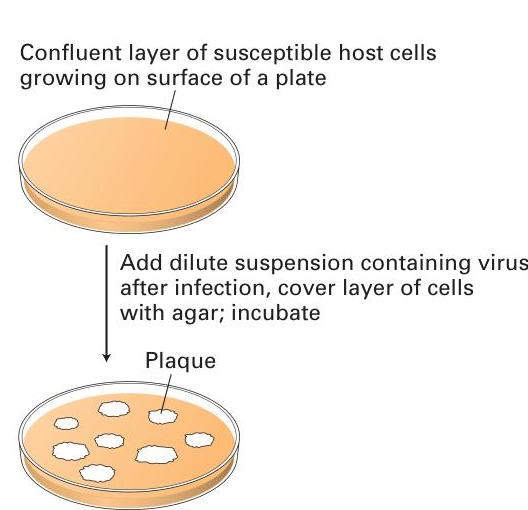 Confluent layer of susceptible host cells
growing on surface of a plate
Add dilute suspension containing virus
after infection, cover layer of cells
with agar; incubate
Plaque